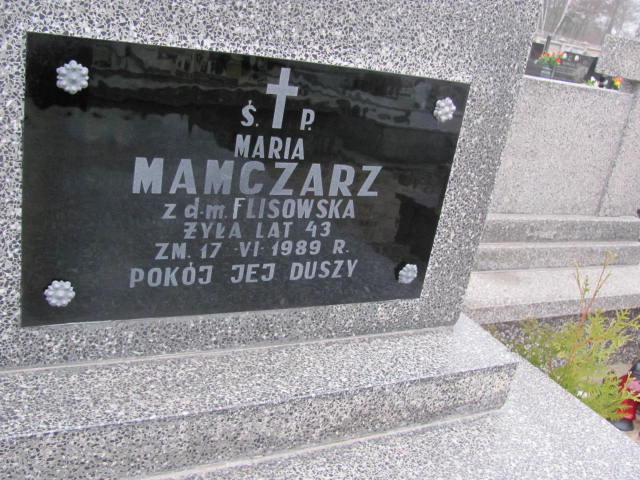 Ś. P.
MARIA
MAMCZARZ
z d.m. FLISOWSKA
ŻYŁA LAT 43
ZM. 17 VI 1989 R.
POKÓJ JEJ DUSZY